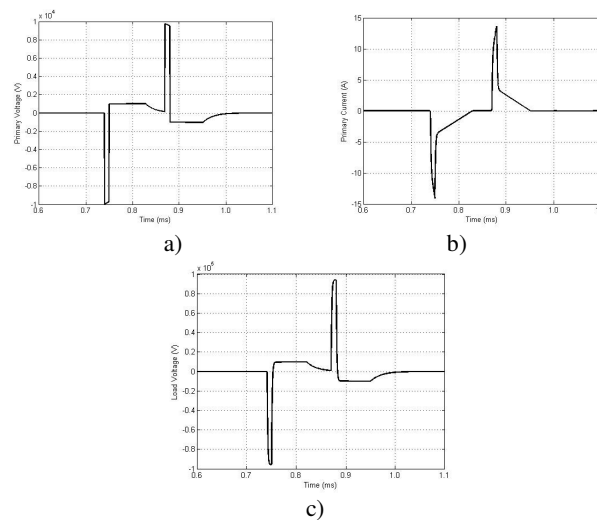 x 10⁴
1
0.8
0.6
0.4
0.2
0
-0.2
-0.4
-0.6
-0.8
-1
Primary Voltage (V)
0.6 0.7 0.8 0.9 1.0 1.1
Time (ms)
a)
15
10
5
0
-5
-10
-15
Primary Current (A)
0.6 0.7 0.8 0.9 1.0
Time (ms)
b)
x 10⁶
1
0.8
0.6
0.4
0.2
0
-0.2
-0.4
-0.6
-0.8
-1
Load Voltage (V)
0.6 0.7 0.8 0.9 1.0 1.1
Time (ms)
c)